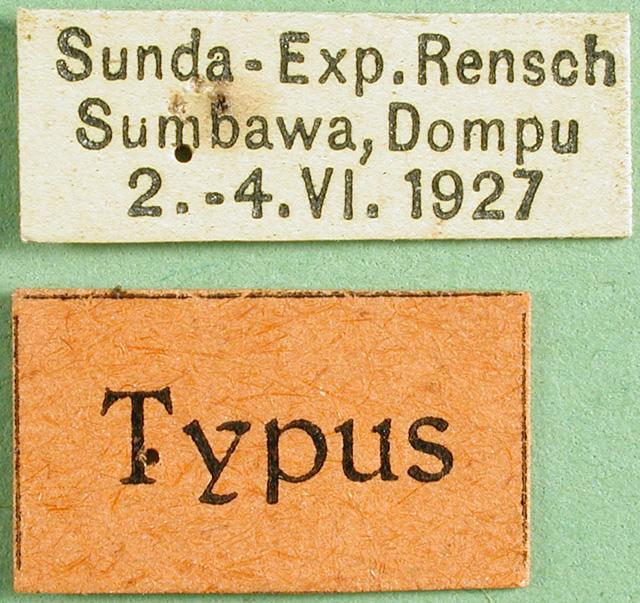 Sunda-Exp. Rensch
Sumbawa, Dompu
2.-4.VI. 1927
Typus